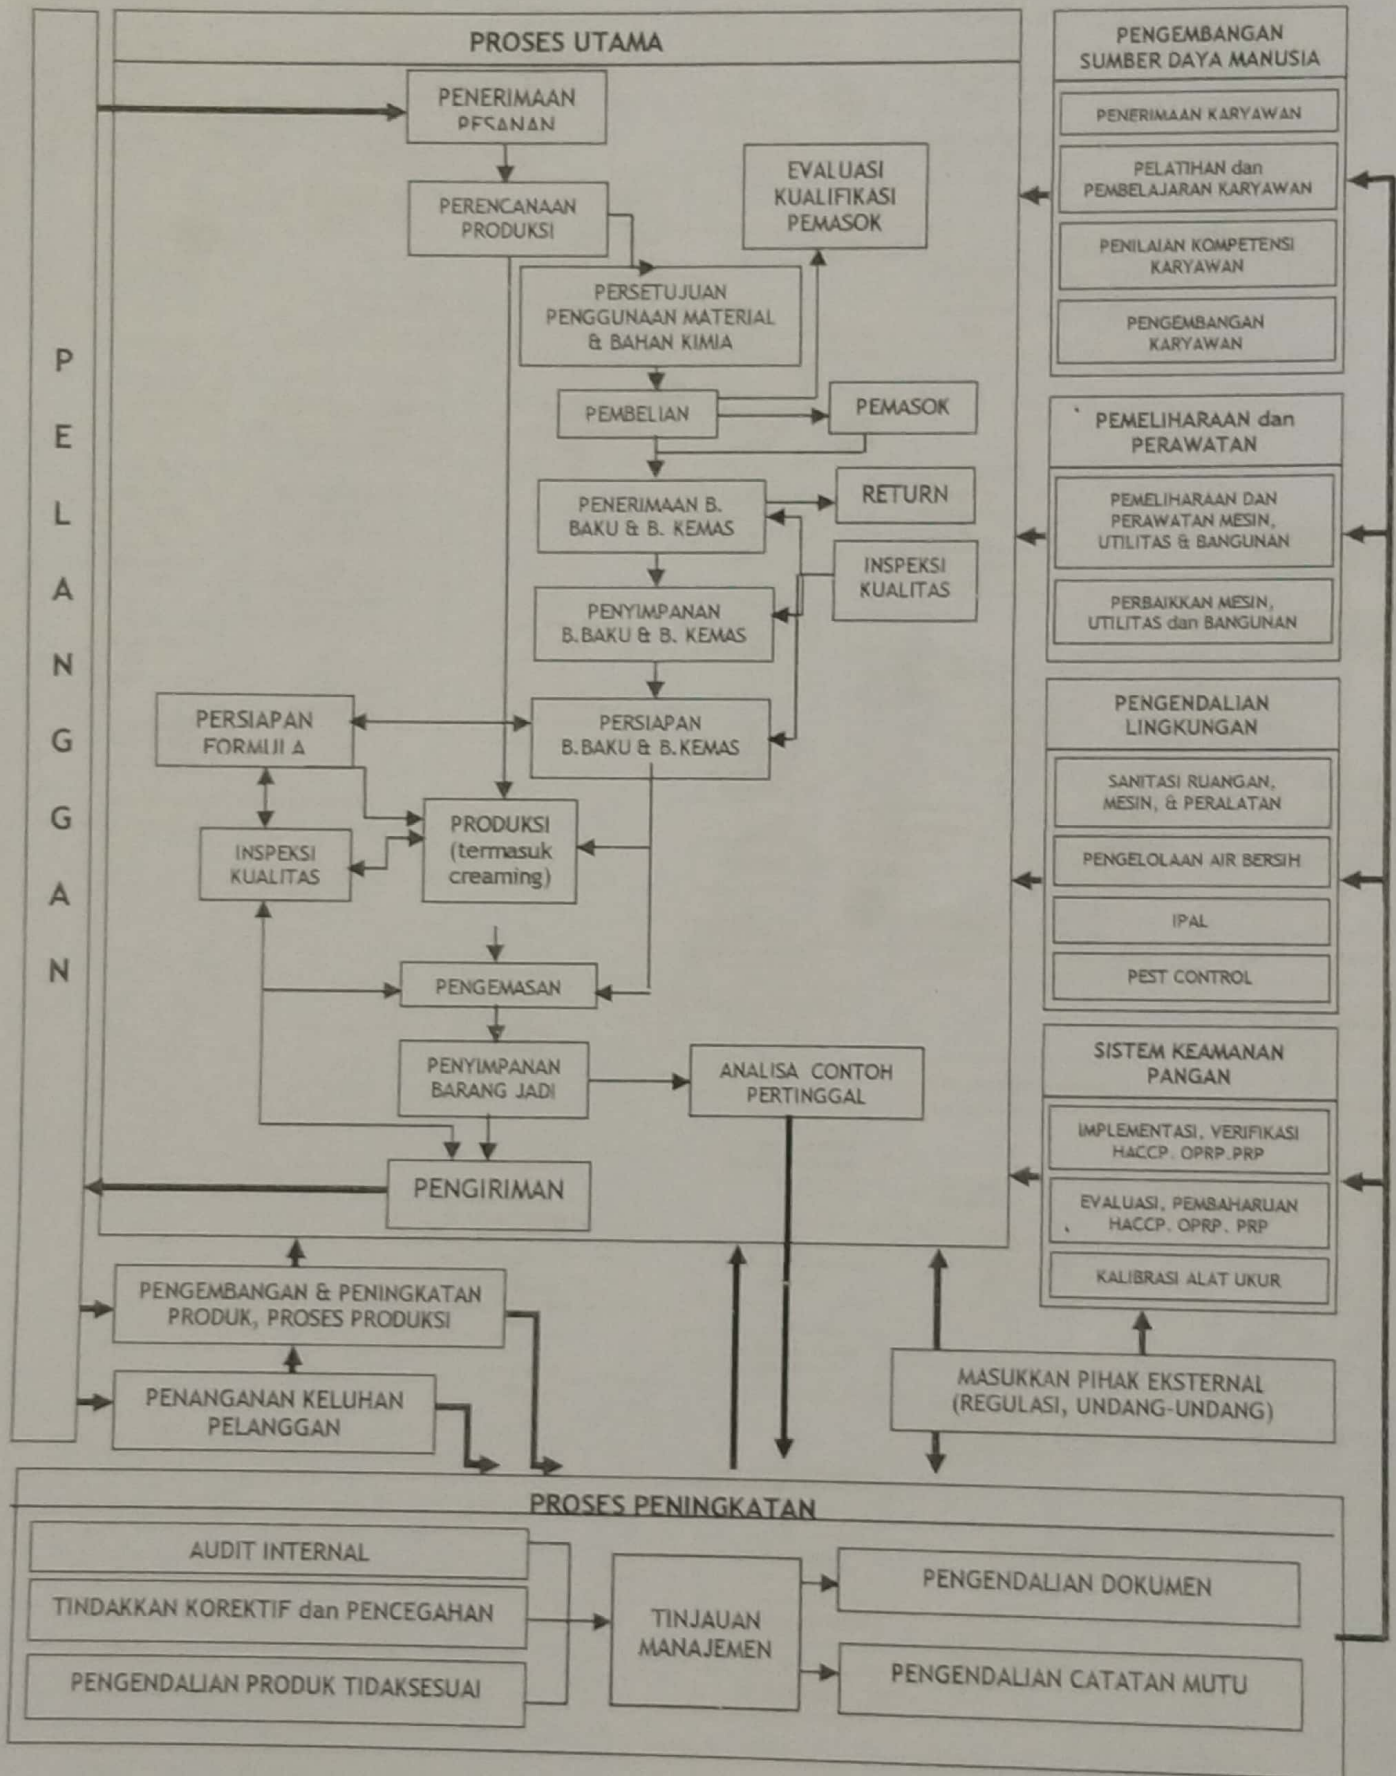 PELANGGAN
PROSES UTAMA
PENERIMAAN
PESANAN
PERENCANAAN
PRODUKSI
EVALUASI
KUALIFIKASI
PEMASOK
PERSETUJUAN
PENGGUNAAN MATERIAL
& BAHAN KIMIA
PEMBELIAN
PEMASOK
PENERIMAAN B.
BAKU & B. KEMAS
RETURN
INSPEKSI
KUALITAS
PENYIMPANAN
B.BAKU & B. KEMAS
PERSIAPAN
FORMULA
PERSIAPAN
B.BAKU & B.KEMAS
INSPEKSI
KUALITAS
PRODUKSI
(termasuk
creaming)
PENGEMASAN
PENYIMPANAN
BARANG JADI
ANALISA CONTOH
PERTINGGAL
PENGIRIMAN
PENGEMBANGAN
SUMBER DAYA MANUSIA
PENERIMAAN KARYAWAN
PELATIHAN dan
PEMBELAJARAN KARYAWAN
PENILAIAN KOMPETENSI
KARYAWAN
PENGEMBANGAN
KARYAWAN
PEMELIHARAAN dan
PERAWATAN
PEMELIHARAAN DAN
PERAWATAN MESIN,
UTILITAS & BANGUNAN
PERBAIKKAN MESIN,
UTILITAS dan BANGUNAN
PENGENDALIAN
LINGKUNGAN
SANITASI RUANGAN,
MESIN, & PERALATAN
PENGELOLAAN AIR BERSIH
IPAL
PEST CONTROL
SISTEM KEAMANAN
PANGAN
IMPLEMENTASI, VERIFIKASI
HACCP. OPRP.PRP
EVALUASI, PEMBAHARUAN
HACCP. OPRP. PRP
KALIBRASI ALAT UKUR
PENGEMBANGAN & PENINGKATAN
PRODUK, PROSES PRODUKSI
PENANGANAN KELUHAN
PELANGGAN
MASUKKAN PIHAK EKSTERNAL
(REGULASI, UNDANG-UNDANG)
PROSES PENINGKATAN
AUDIT INTERNAL
TINDAKKAN KOREKTIF dan PENCEGAHAN
PENGENDALIAN PRODUK TIDAKSESUAI
TINJAUAN
MANAJEMEN
PENGENDALIAN DOKUMEN
PENGENDALIAN CATATAN MUTU